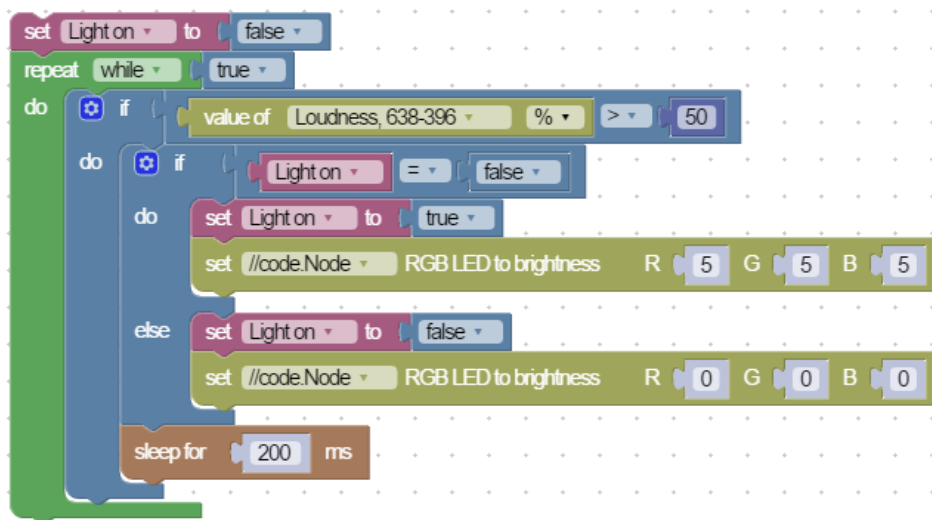 set Light on to false
repeat while true
do if value of Loudness, 638-396 % > 50
do if Light on = false
do set Light on to true
set //code.Node RGB LED to brightness R 5 G 5 B 5
else set Light on to false
set //code.Node RGB LED to brightness R 0 G 0 B 0
sleep for 200 ms